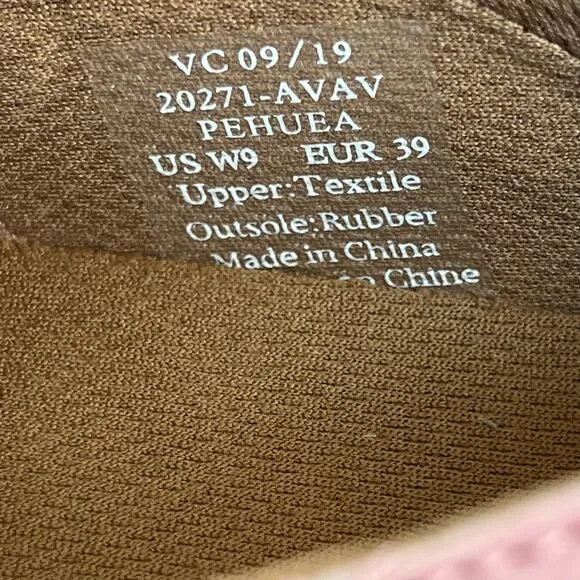 VC 09/19
20271-AVAV
PEHUEA
US W9 EUR 39
Upper:Textile
Outsole:Rubber
Made in China
Chine